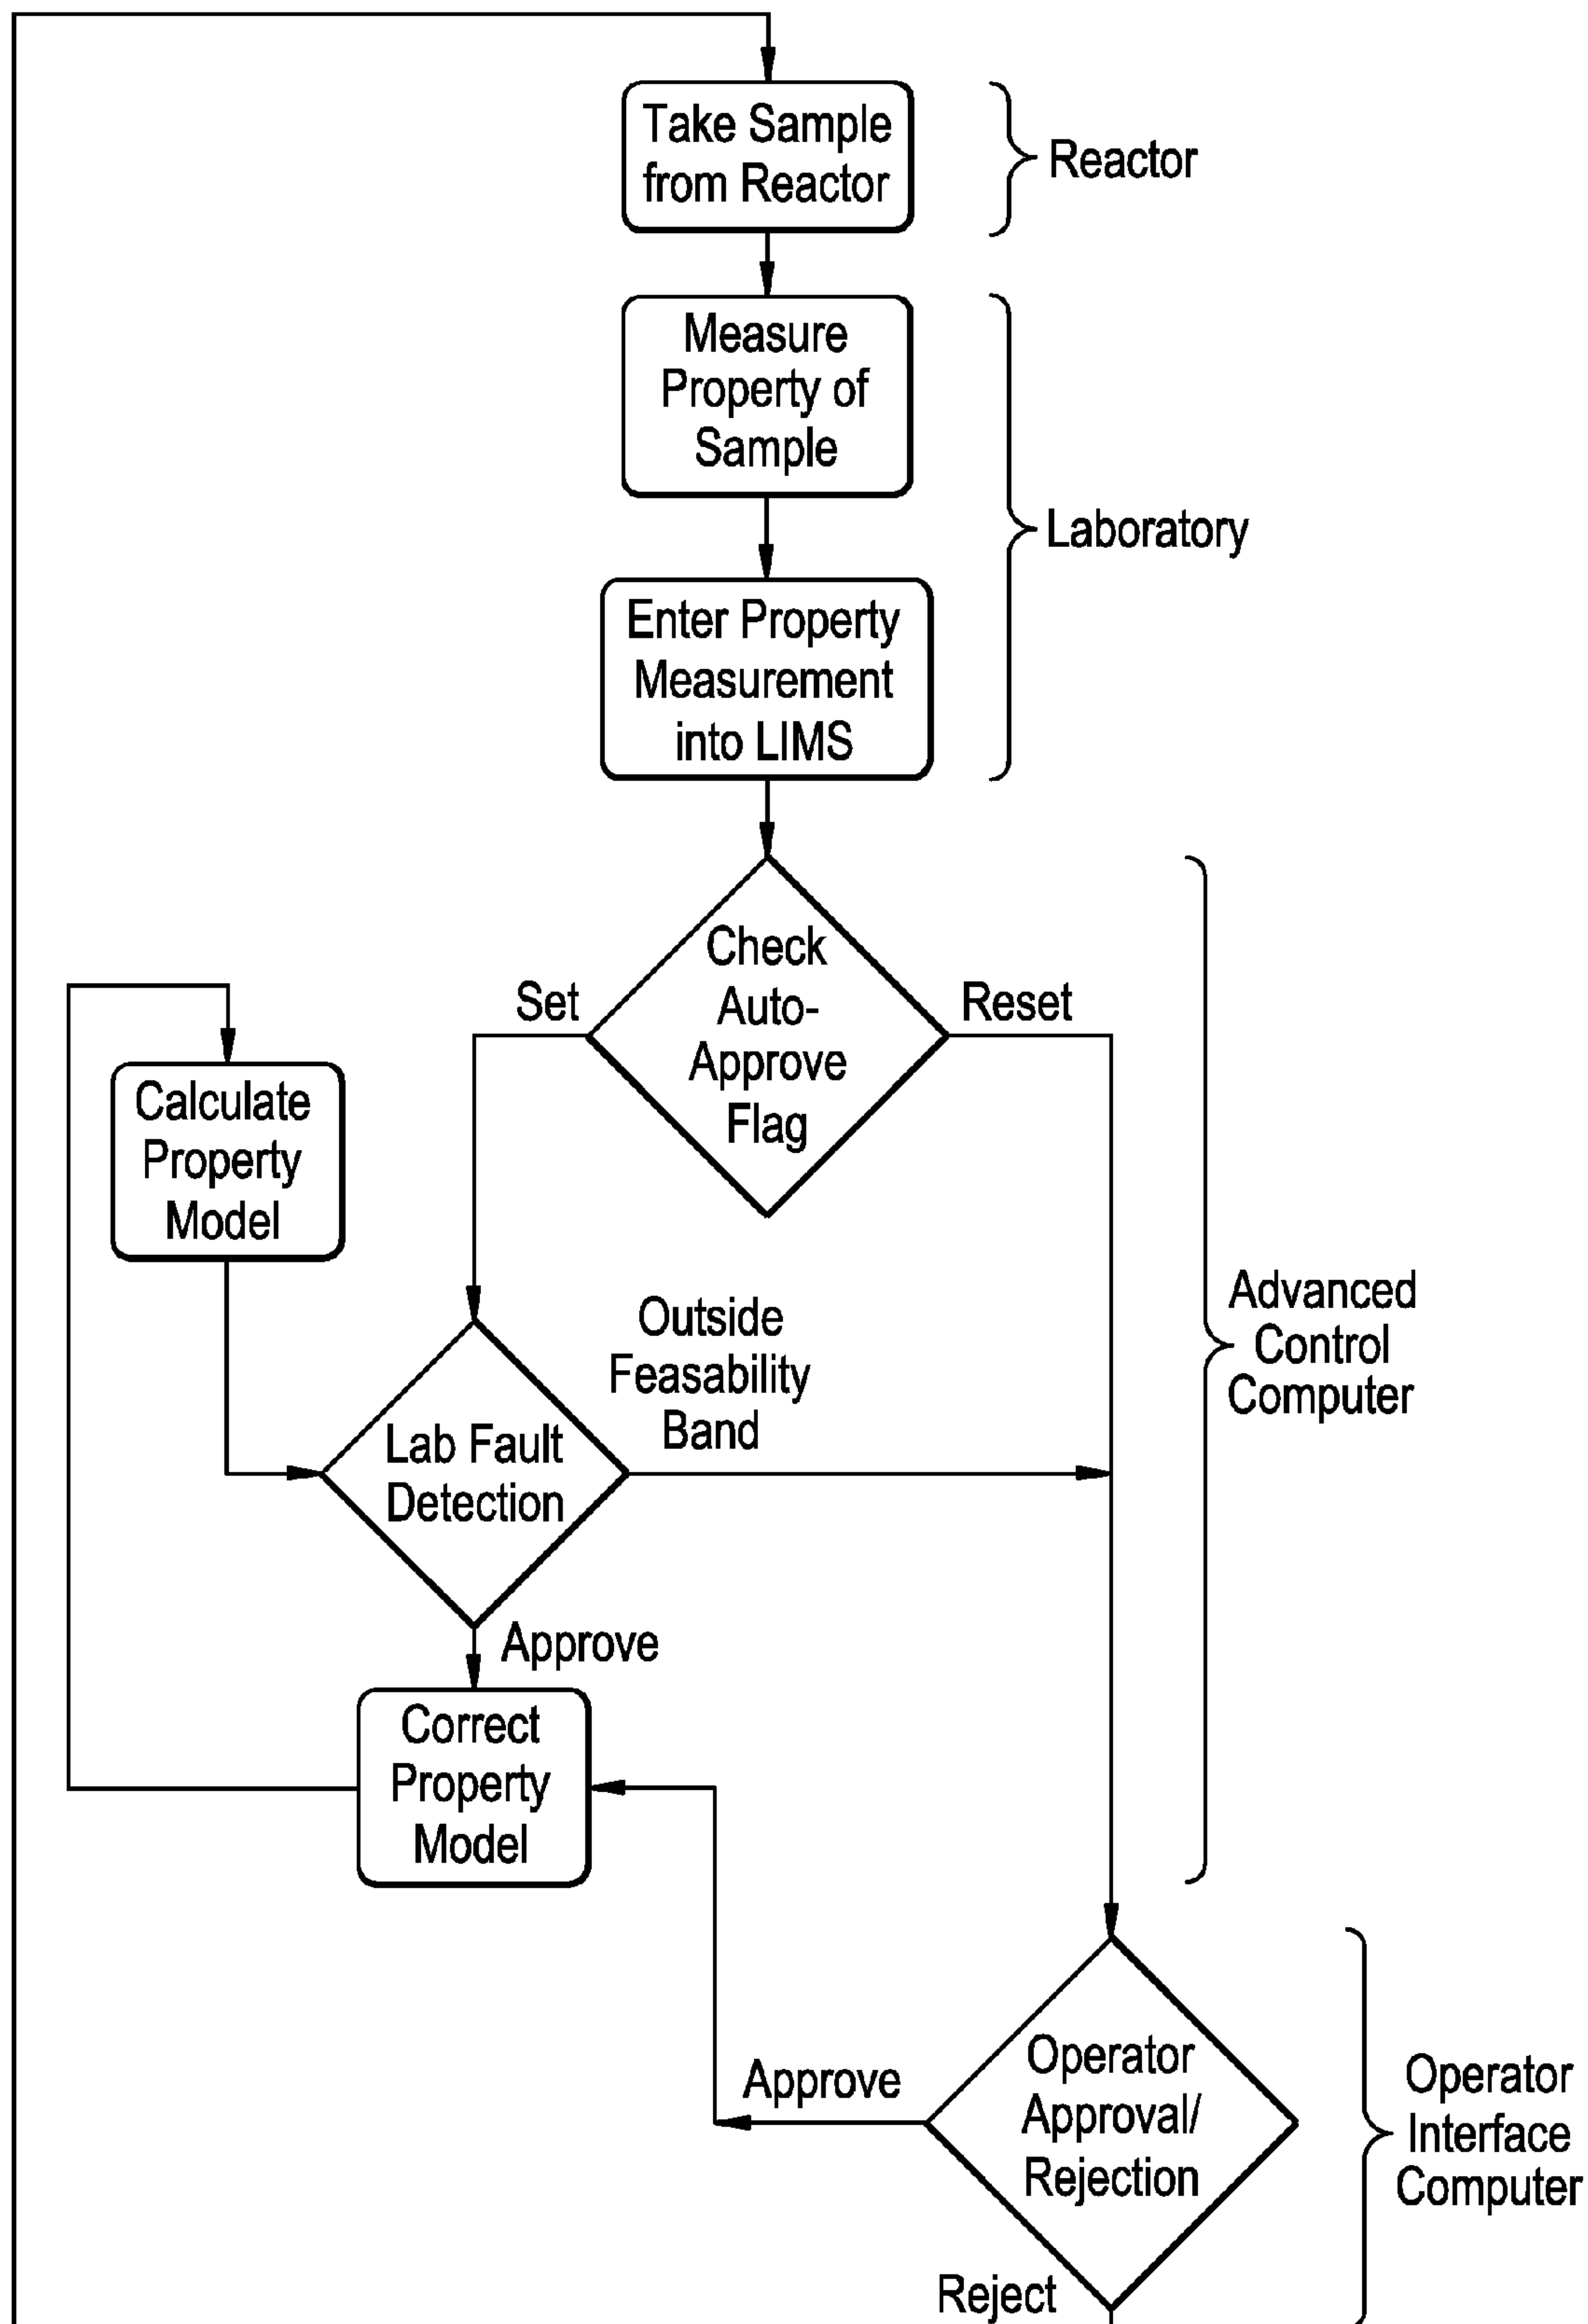 Take Sample
from Reactor
Reactor
Measure
Property of
Sample
Laboratory
Enter Property
Measurement
into LIMS
Check
Auto-
Approve
Flag
Set
Reset
Calculate
Property
Model
Outside
Feasability
Band
Advanced
Control
Computer
Lab Fault
Detection
Approve
Correct
Property
Model
Operator
Approval/
Rejection
Approve
Operator
Interface
Computer
Reject